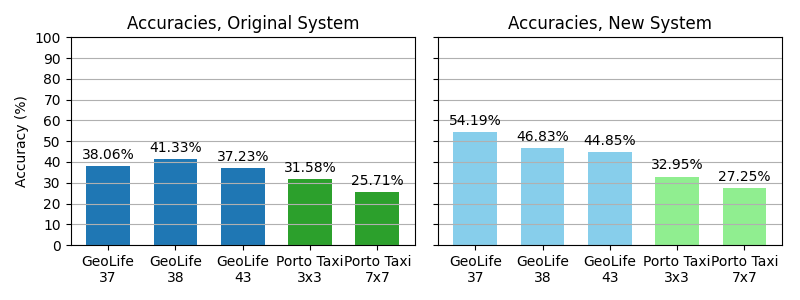 Accuracies, Original System
Accuracy (%)
100
90
80
70
60
50
40
30
20
10
0
38.06%
41.33%
37.23%
31.58%
25.71%
GeoLife
37
GeoLife
38
GeoLife
43
Porto Taxi
3x3
Porto Taxi
7x7
Accuracies, New System
54.19%
46.83%
44.85%
32.95%
27.25%
GeoLife
37
GeoLife
38
GeoLife
43
Porto Taxi
3x3
Porto Taxi
7x7